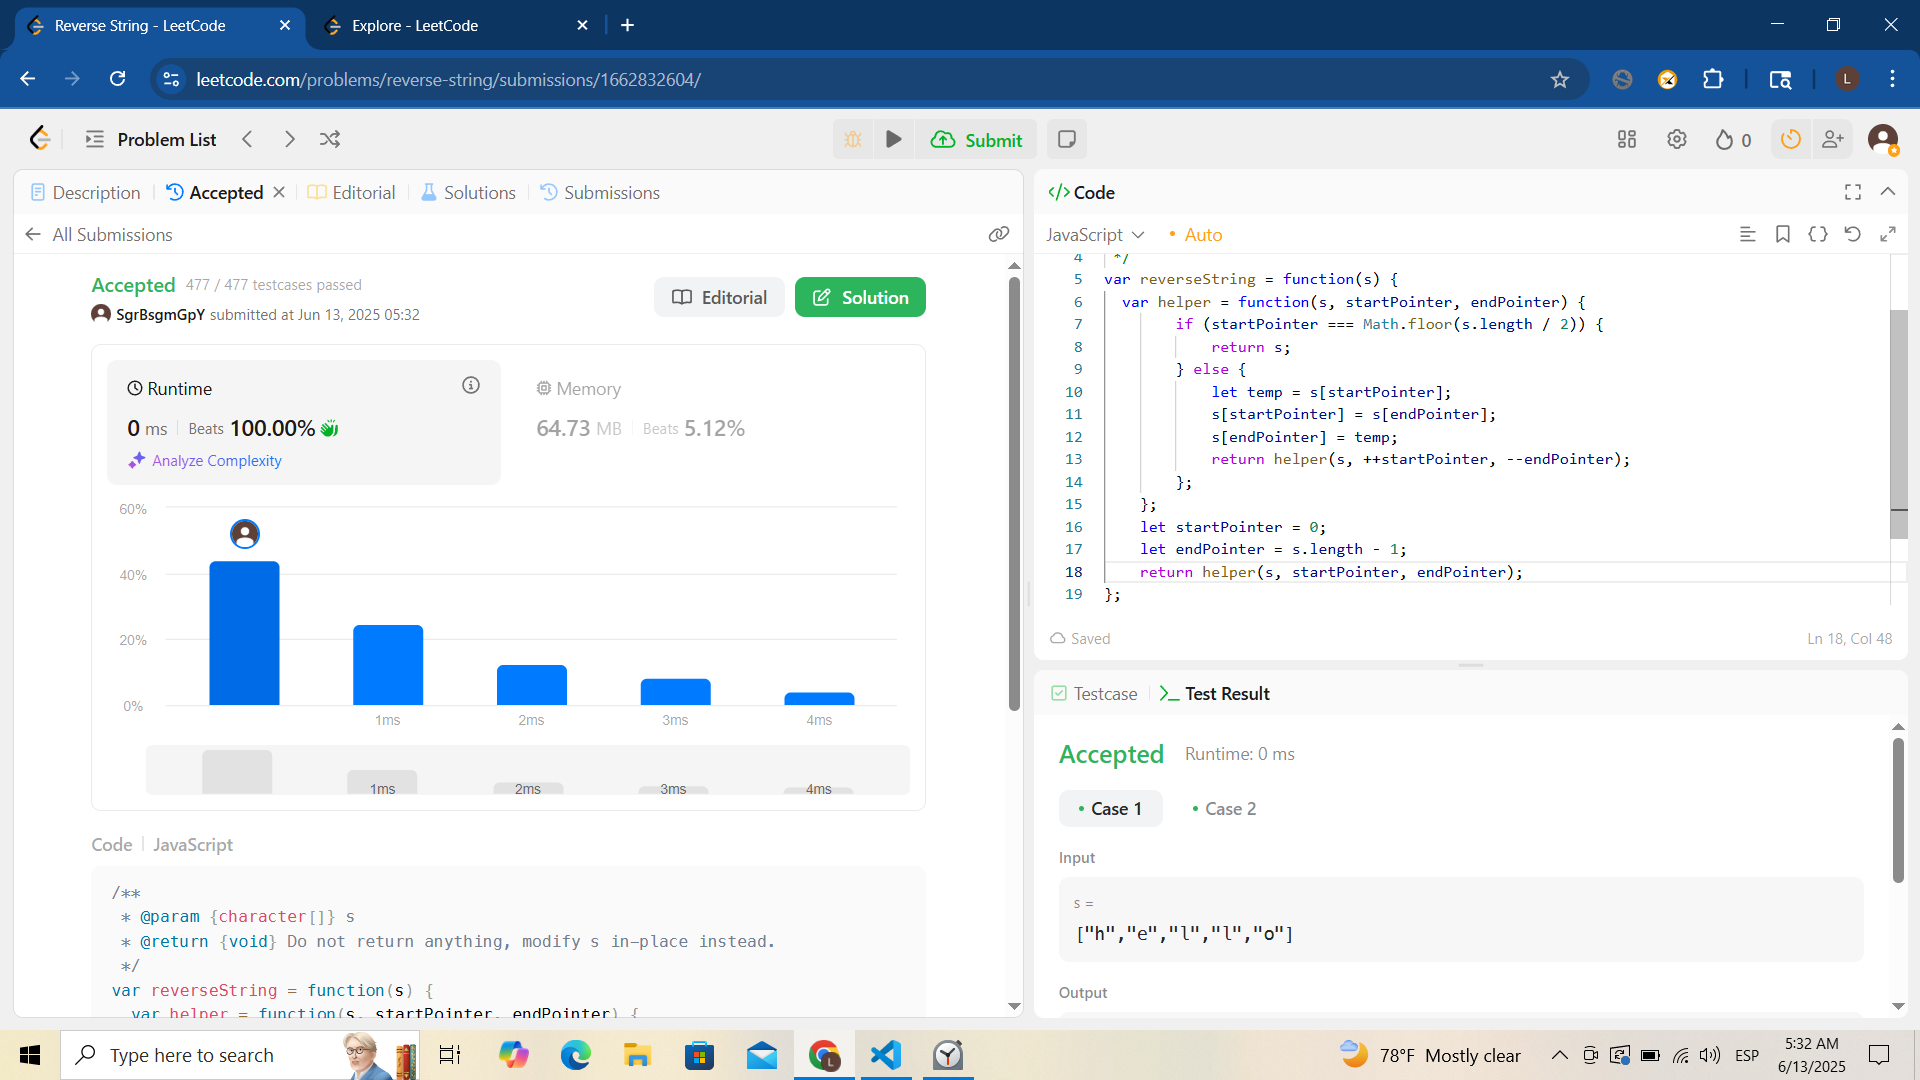 Reverse String - LeetCode
Explore - LeetCode
leetcode.com/problems/reverse-string/submissions/1662832604/
L
Problem List
Submit
0
Description
Accepted
Editorial
Solutions
Submissions
All Submissions
Accepted 477 / 477 testcases passed
SgrBsgmGpY submitted at Jun 13, 2025 05:32
Editorial
Solution
Runtime
0 ms Beats 100.00%
Analyze Complexity
Memory
64.73 MB Beats 5.12%
60%
40%
20%
0%
1ms
2ms
3ms
4ms
1ms
2ms
3ms
4ms
Code JavaScript
/**
* @param {character[]} s
* @return {void} Do not return anything, modify s in-place instead.
*/
var reverseString = function(s) {
var helper = function(s, startPointer, endPointer) {
</> Code
JavaScript
Auto
4 */
5 var reverseString = function(s) {
6 var helper = function(s, startPointer, endPointer) {
7 if (startPointer === Math.floor(s.length / 2)) {
8 return s;
9 } else {
10 let temp = s[startPointer];
11 s[startPointer] = s[endPointer];
12 s[endPointer] = temp;
13 return helper(s, ++startPointer, --endPointer);
14 };
15 };
16 let startPointer = 0;
17 let endPointer = s.length - 1;
18 return helper(s, startPointer, endPointer);
19 };
Saved
Ln 18, Col 48
Testcase
Test Result
Accepted Runtime: 0 ms
Case 1
Case 2
Input
s =
["h","e","l","l","o"]
Output
Type here to search
L
78°F Mostly clear
ESP
5:32 AM
6/13/2025